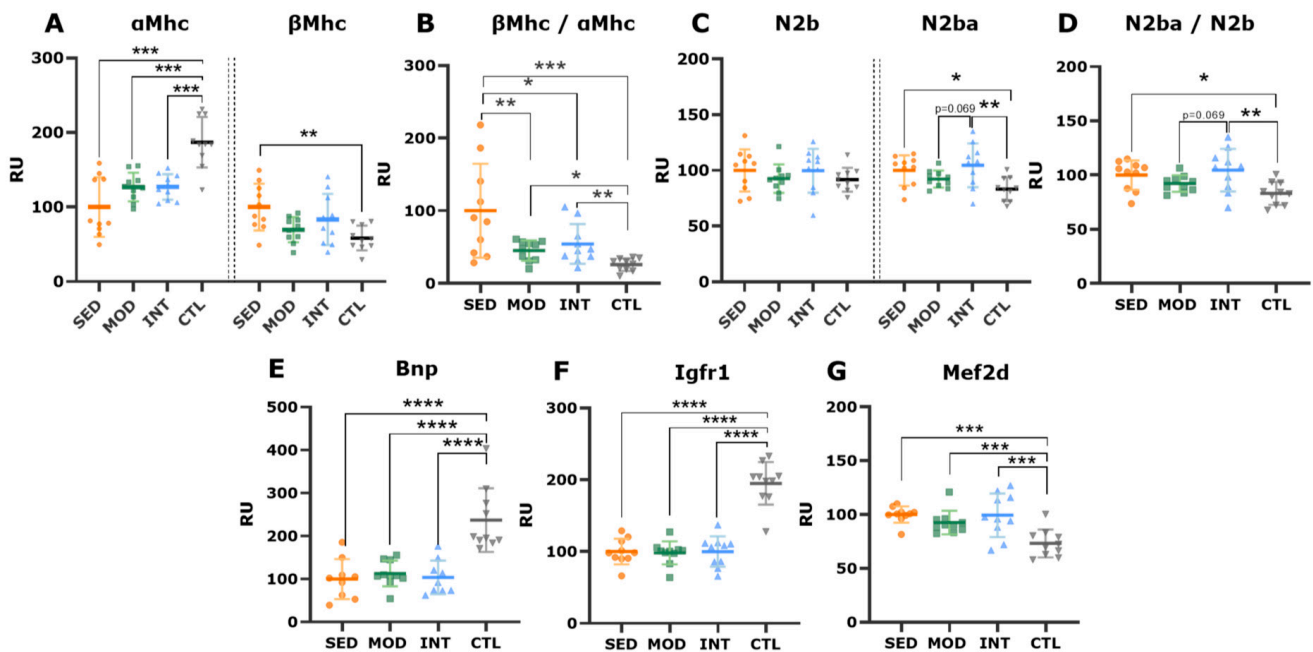 A αMhc βMhc
RU
300
200
100
0
***
***
***
**
SED MOD INT CTL SED MOD INT CTL
B βMhc / αMhc
RU
300
200
100
0
***
*
**
*
**
SED MOD INT CTL
C N2b N2ba
RU
200
150
100
50
0
*
p=0.069 **
SED MOD INT CTL SED MOD INT CTL
D N2ba / N2b
RU
200
150
100
50
0
*
p=0.069 **
SED MOD INT CTL
E Bnp
RU
500
400
300
200
100
0
****
****
****
SED MOD INT CTL
F Igfr1
RU
300
200
100
0
****
****
****
SED MOD INT CTL
G Mef2d
RU
200
150
100
50
0
***
***
***
SED MOD INT CTL